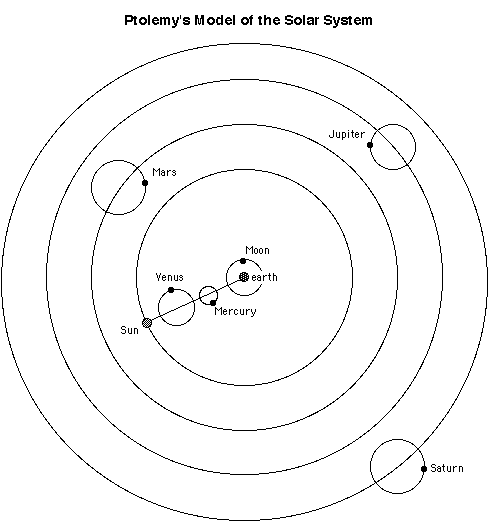 Ptolemy's Model of the Solar System
Jupiter
Mars
Moon
Venus
earth
Mercury
Sun
Saturn